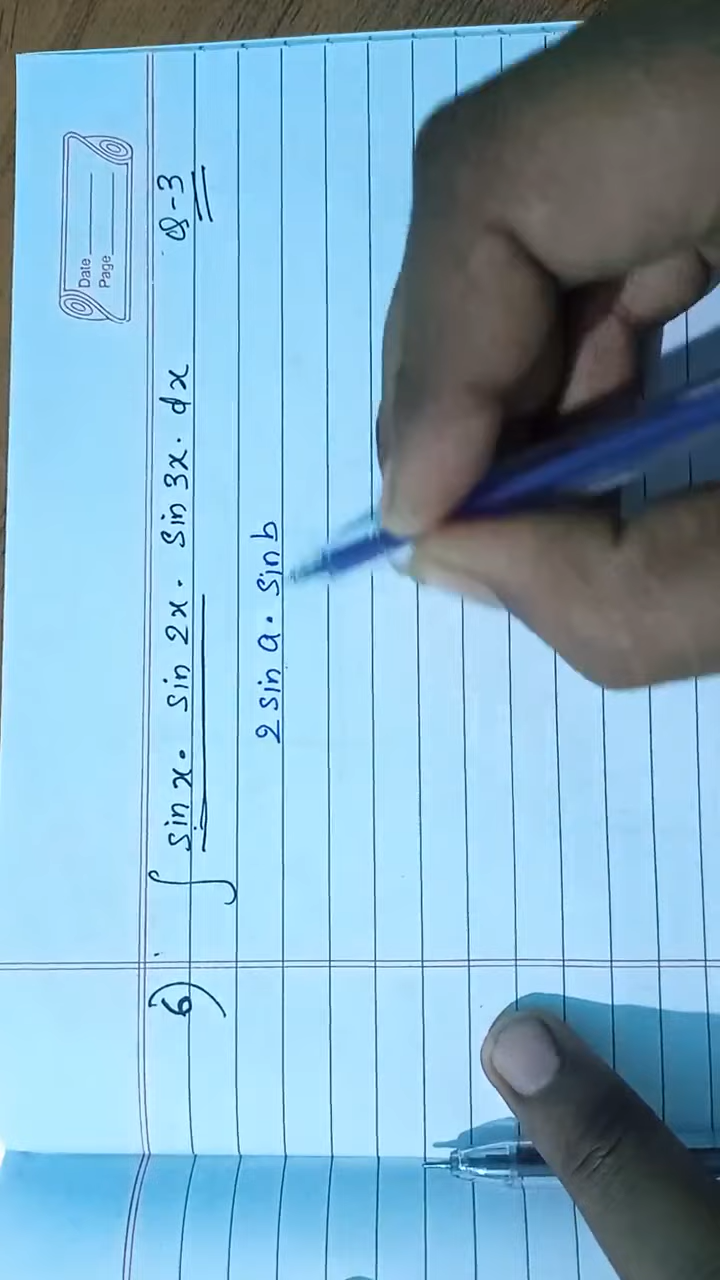 Date
Page
6) ∫ sin x · sin 2x · sin 3x · dx Q-3
2 sin a · sin b